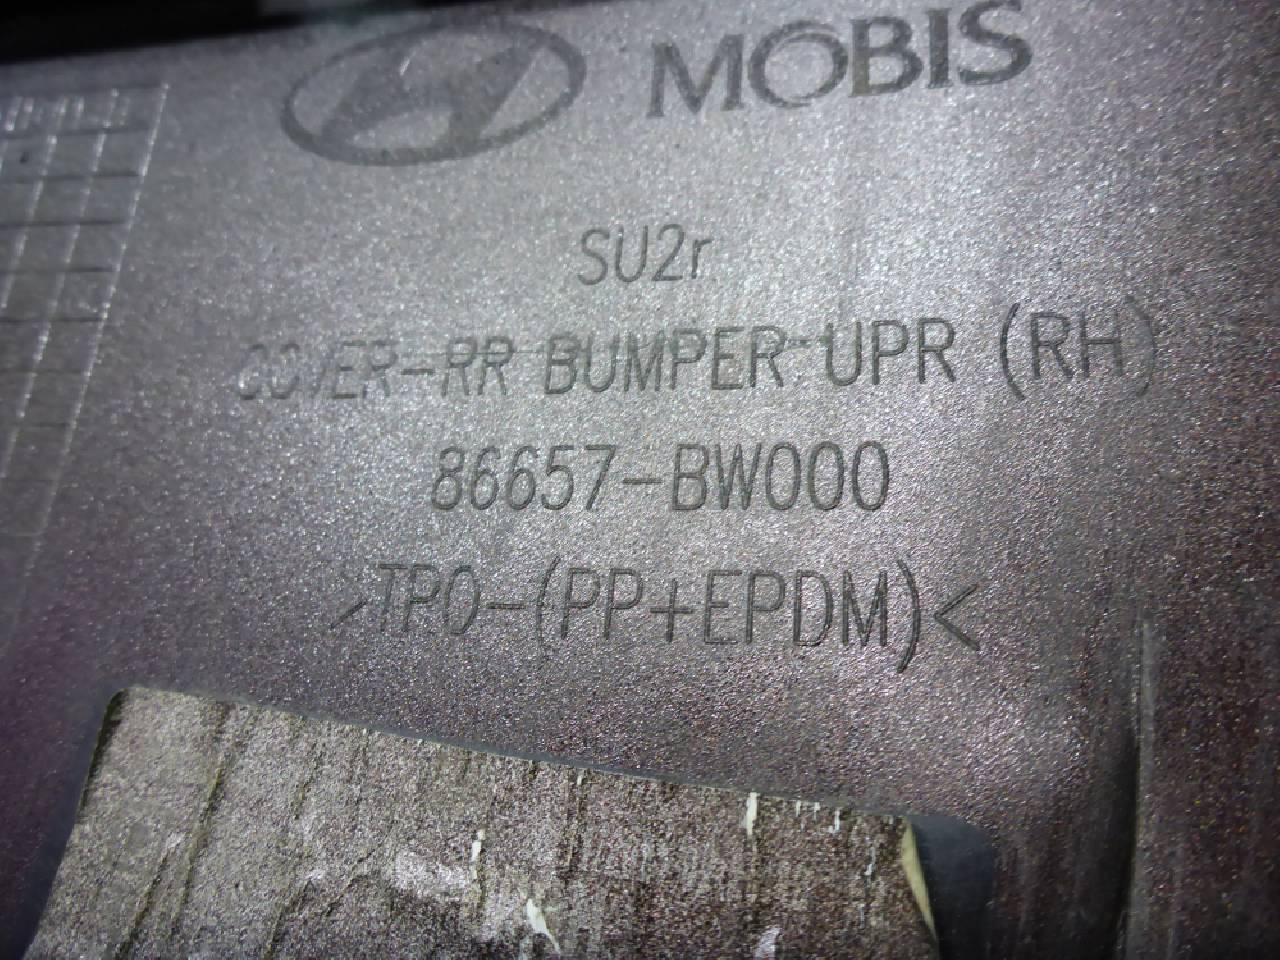 MOBIS
SU2r
COVER-RR BUMPER UPR (RH)
86657-BW000
>TPO-(PP+EPDM)<